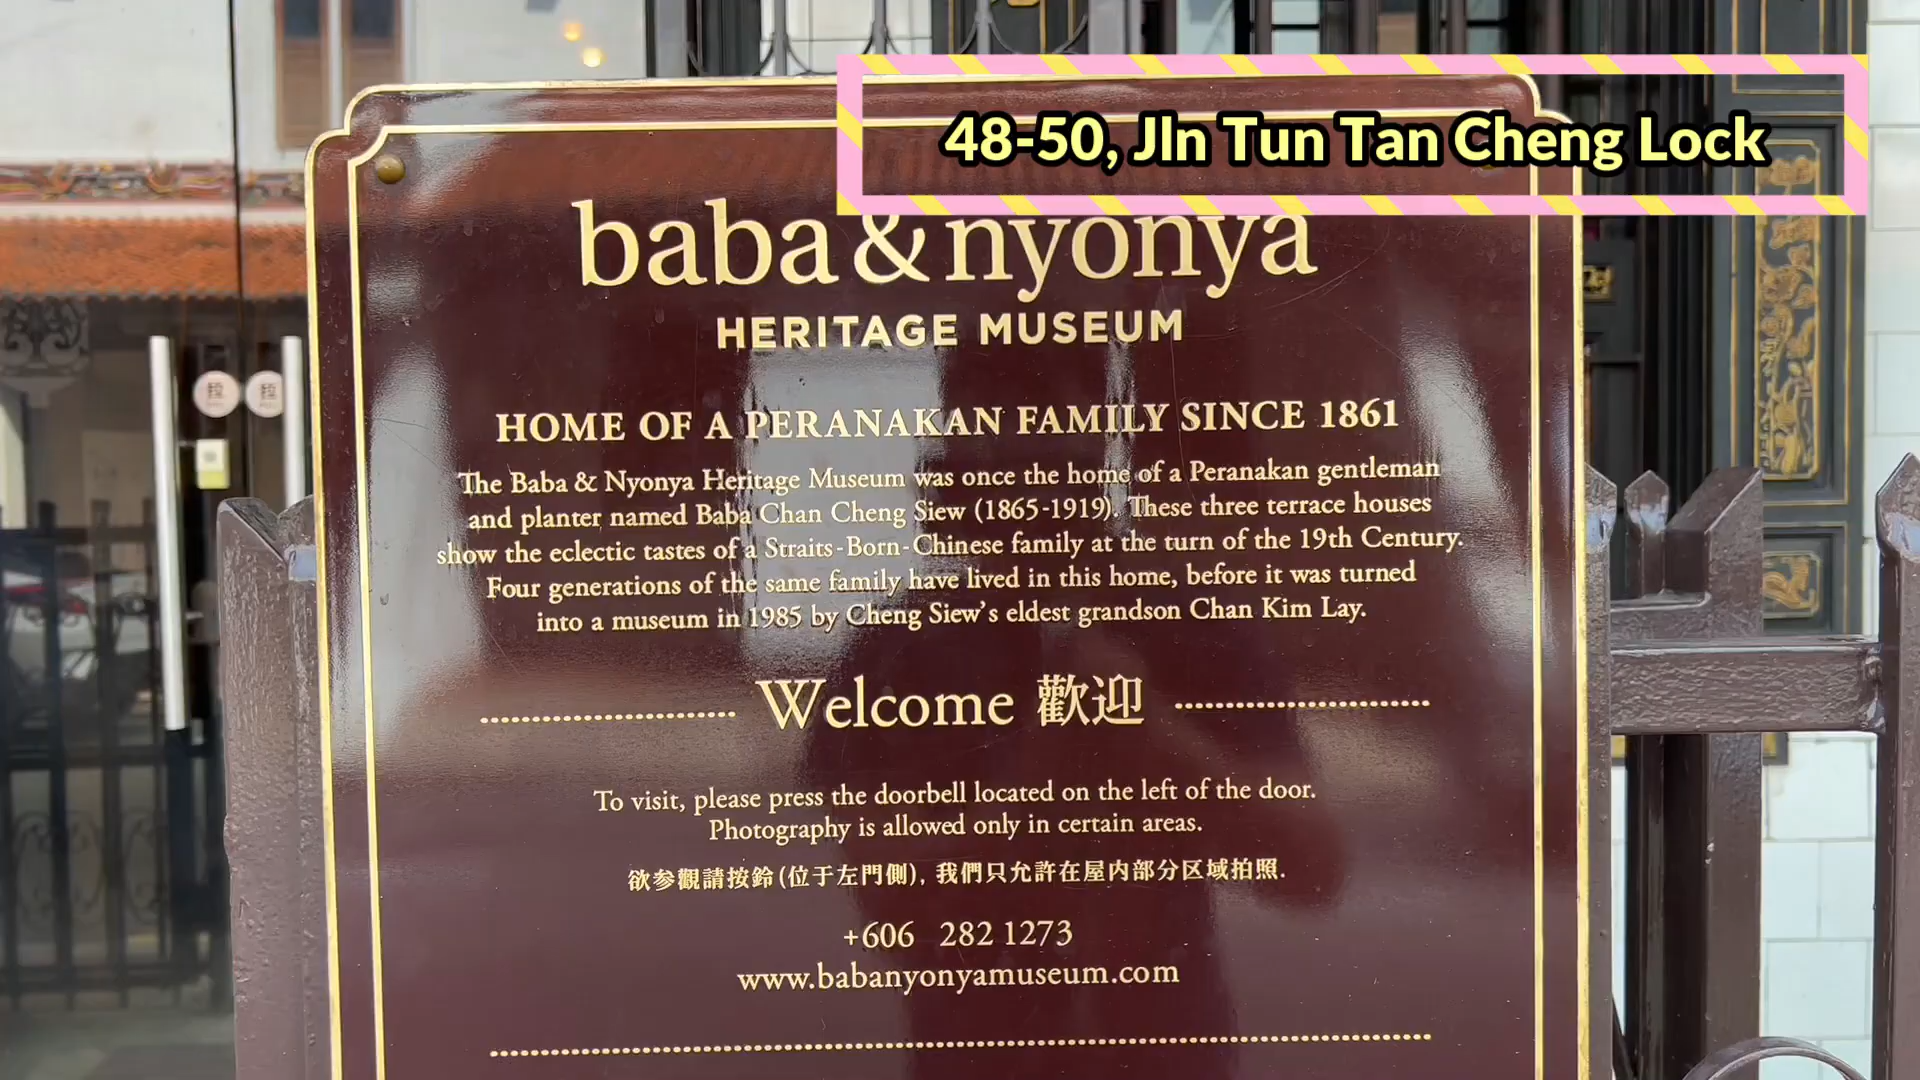 48-50, Jln Tun Tan Cheng Lock
baba & nyonya
HERITAGE MUSEUM
HOME OF A PERANAKAN FAMILY SINCE 1861
The Baba & Nyonya Heritage Museum was once the home of a Peranakan gentleman
and planter named Baba Chan Cheng Siew (1865-1919). These three terrace houses
show the eclectic tastes of a Straits-Born-Chinese family at the turn of the 19th Century.
Four generations of the same family have lived in this home, before it was turned
into a museum in 1985 by Cheng Siew's eldest grandson Chan Kim Lay.
Welcome 歡迎
To visit, please press the doorbell located on the left of the door.
Photography is allowed only in certain areas.
欲参觀請按鈴(位于左門側), 我們只允許在屋内部分区域拍照.
+606 282 1273
www.babanyonyamuseum.com